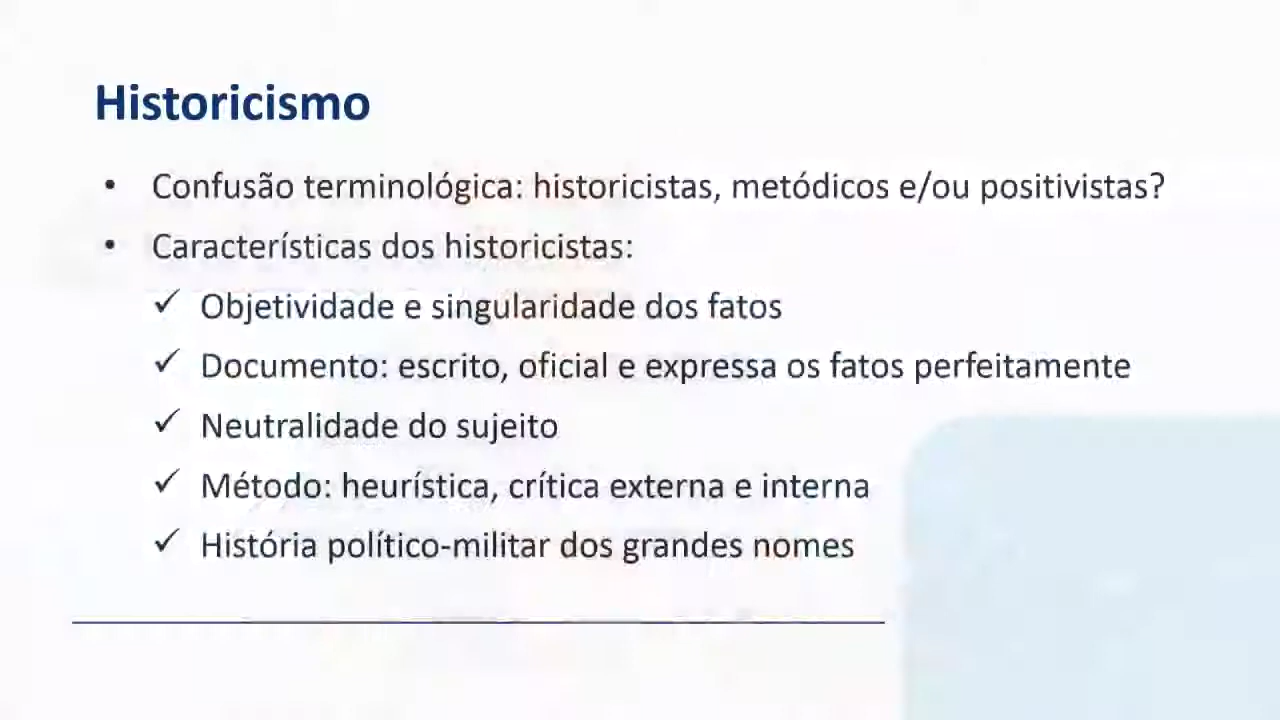 Historicismo
• Confusão terminológica: historicistas, metódicos e/ou positivistas?
• Características dos historicistas:
✓ Objetividade e singularidade dos fatos
✓ Documento: escrito, oficial e expressa os fatos perfeitamente
✓ Neutralidade do sujeito
✓ Método: heurística, crítica externa e interna
✓ História político-militar dos grandes nomes